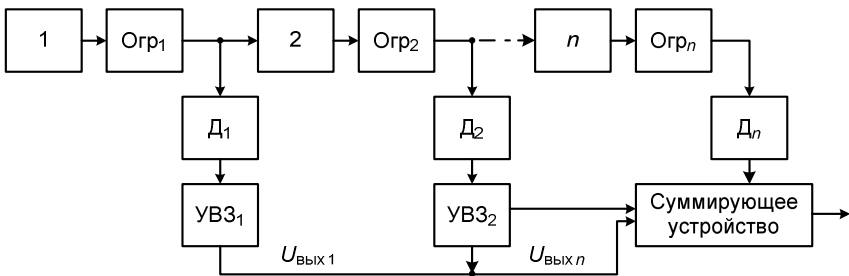 1
Огр1
2
Огр2
n
Огрn
Д1
Д2
Дn
УВЗ1
УВЗ2
Суммирующее
устройство
Uвых 1
Uвых n